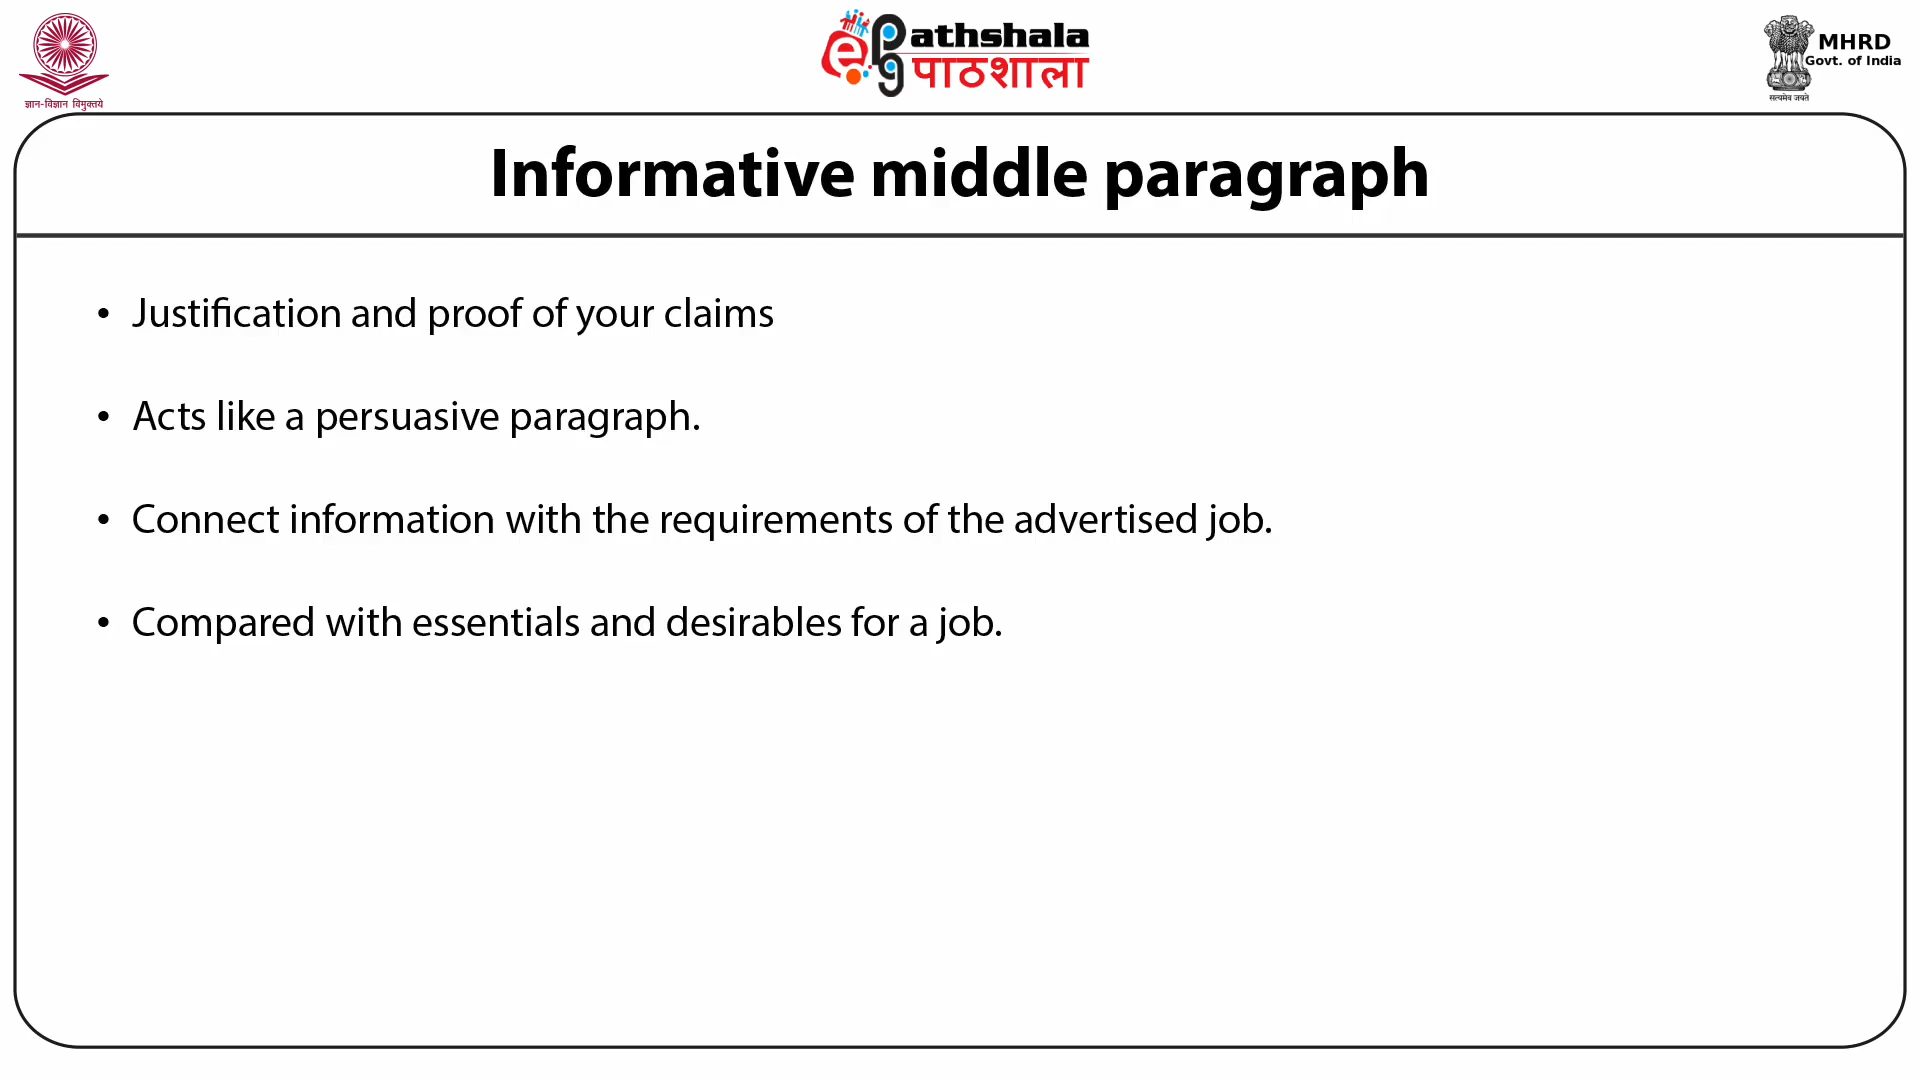 ज्ञान-विज्ञान विमुक्तये
e pg athshala
पाठशाला
MHRD
Govt. of India
सत्यमेव जयते
Informative middle paragraph
• Justification and proof of your claims
• Acts like a persuasive paragraph.
• Connect information with the requirements of the advertised job.
• Compared with essentials and desirables for a job.